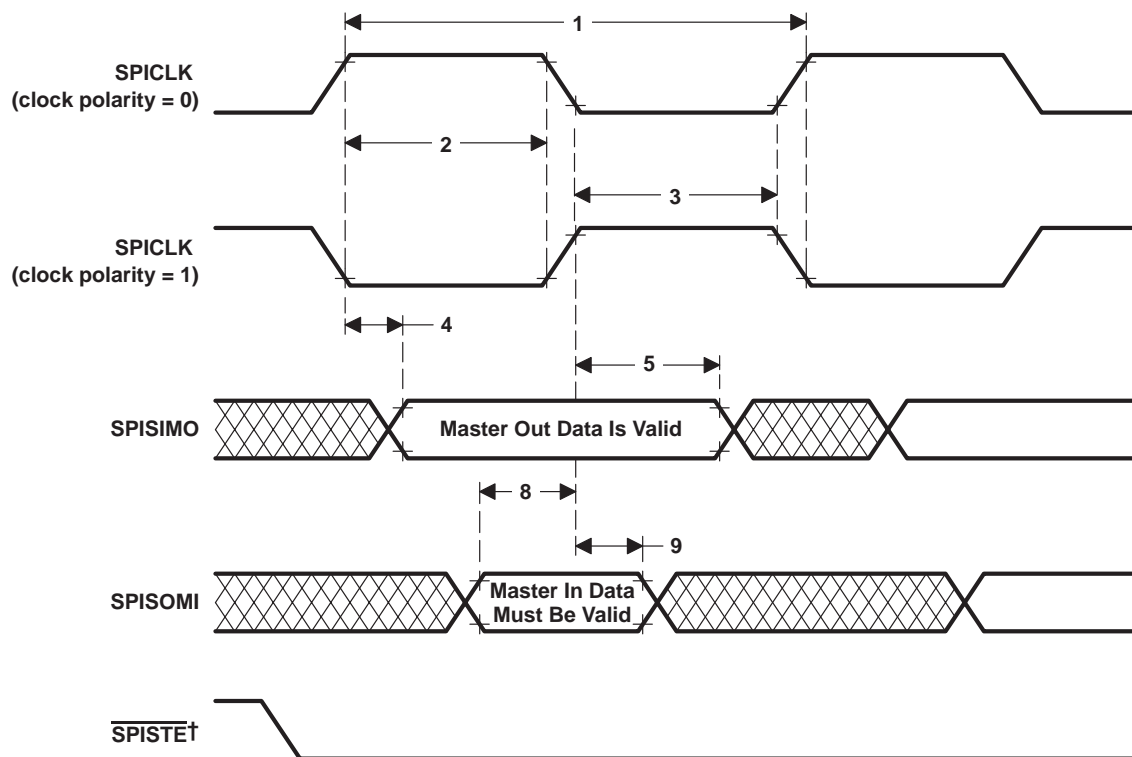 1
SPICLK
(clock polarity = 0)
2
3
SPICLK
(clock polarity = 1)
4
5
SPISIMO
Master Out Data Is Valid
8
9
SPISOMI
Master In Data
Must Be Valid
SPISTE†